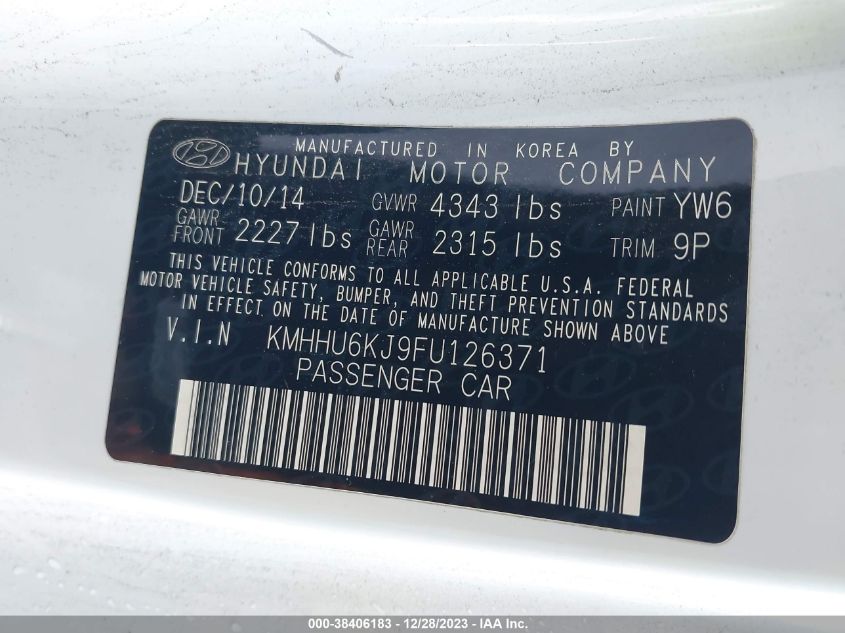 MANUFACTURED IN KOREA BY
HYUNDAI MOTOR COMPANY
DEC/10/14 GVWR 4343 lbs PAINT YW6
GAWR FRONT 2227 lbs GAWR REAR 2315 lbs TRIM 9P
THIS VEHICLE CONFORMS TO ALL APPLICABLE U.S.A. FEDERAL
MOTOR VEHICLE SAFETY, BUMPER, AND THEFT PREVENTION STANDARDS
IN EFFECT ON THE DATE OF MANUFACTURE SHOWN ABOVE
V.I.N KMHHU6KJ9FU126371
PASSENGER CAR
000-38406183 - 12/28/2023 - IAA Inc.